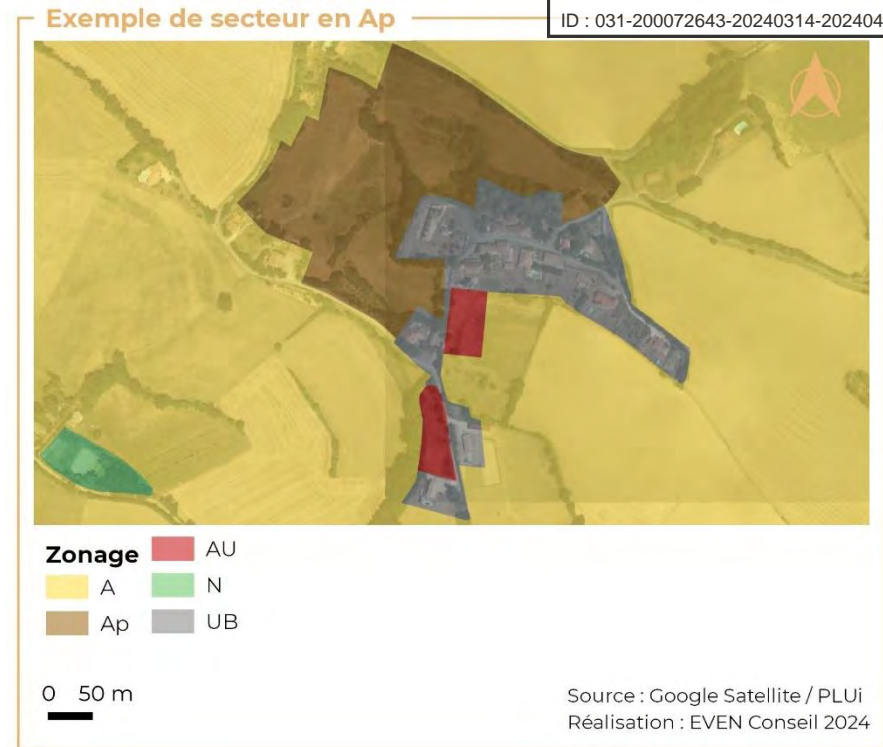 Exemple de secteur en Ap
ID : 031-200072643-20240314-202404
Zonage
AU
A
N
Ap
UB
0 50 m
Source : Google Satellite / PLUi
Réalisation : EVEN Conseil 2024